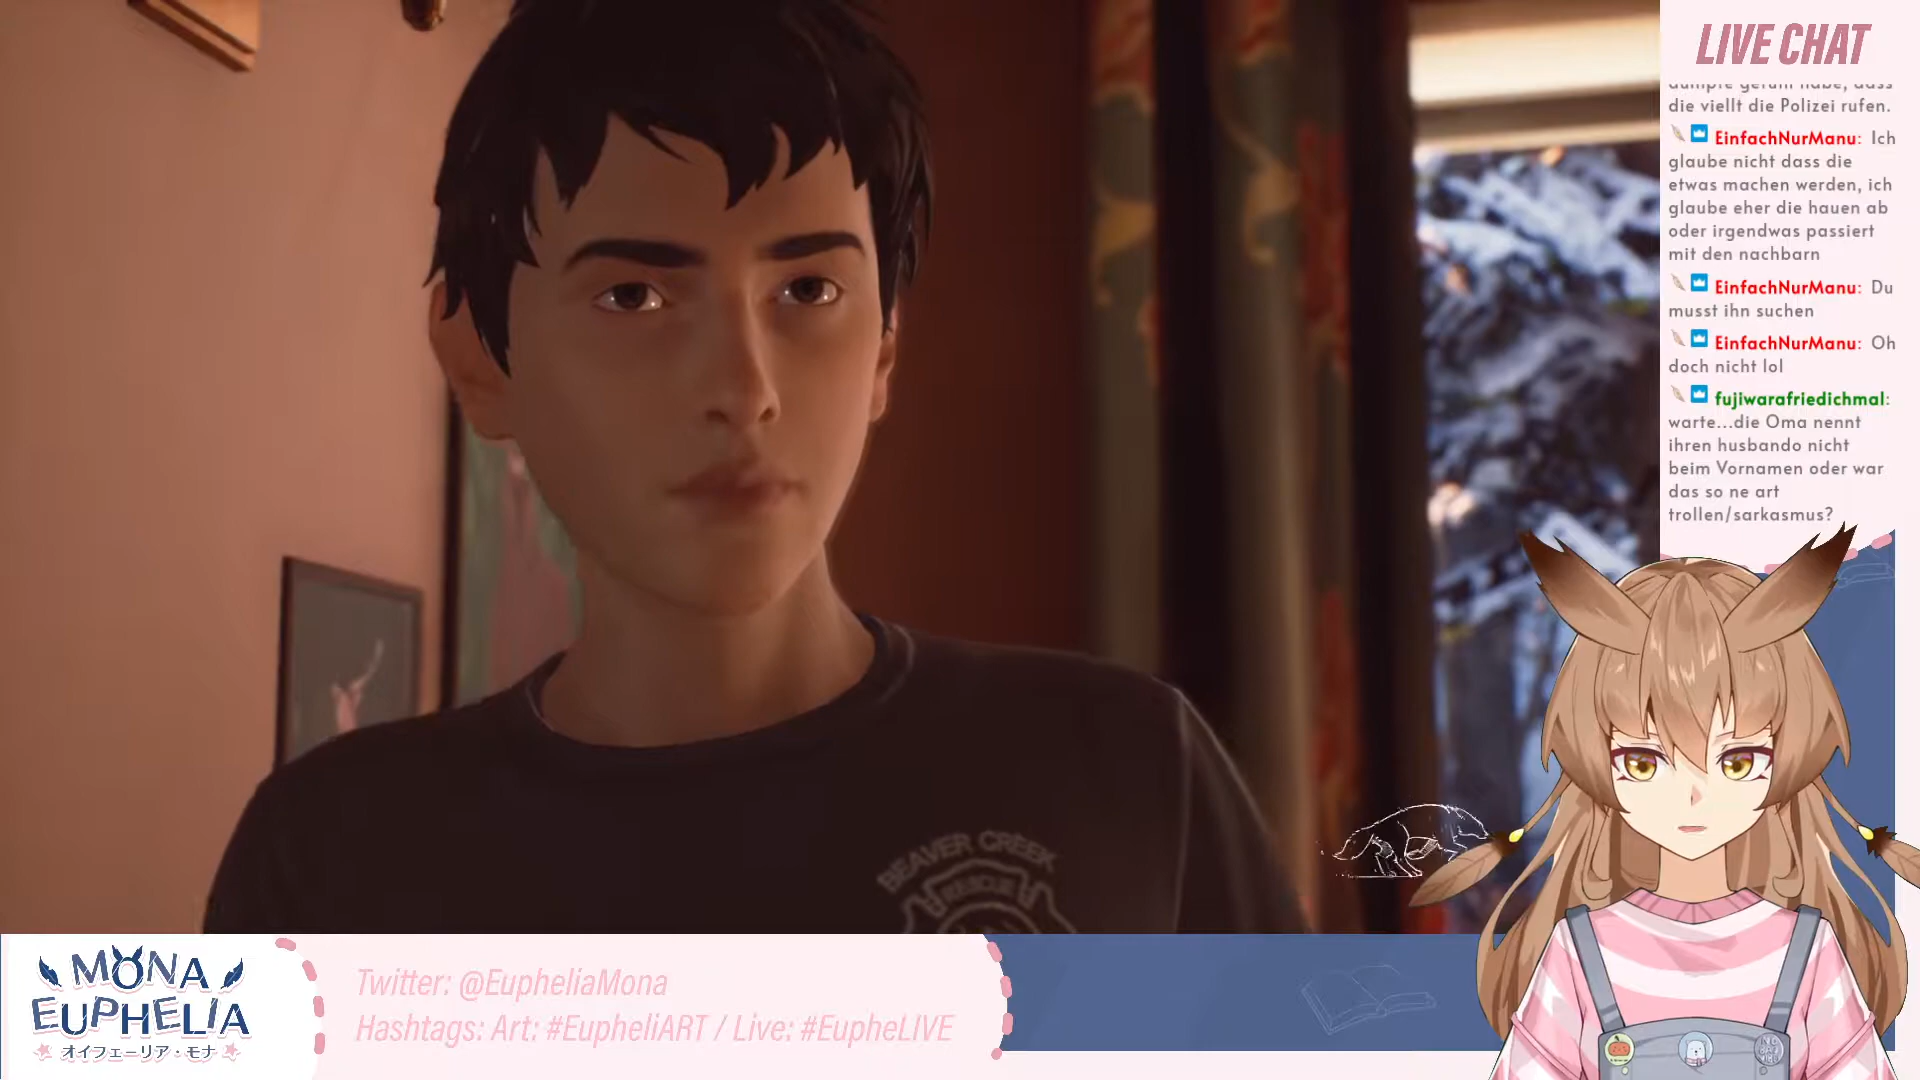 LIVE CHAT
die viellt die Polizei rufen.
EinfachNurManu: Ich
glaube nicht dass die
etwas machen werden, ich
glaube eher die hauen ab
oder irgendwas passiert
mit den nachbarn
EinfachNurManu: Du
musst ihn suchen
EinfachNurManu: Oh
doch nicht lol
fujiwarafriedichmal:
warte...die Oma nennt
ihren husbando nicht
beim Vornamen oder war
das so ne art
trollen/sarkasmus?
BEAVER CREEK
RESCUE
MONA
EUPHELIA
オイフェーリア・モナ
Twitter: @EupheliaMona
Hashtags: Art: #EupheliART / Live: #EupheLIVE